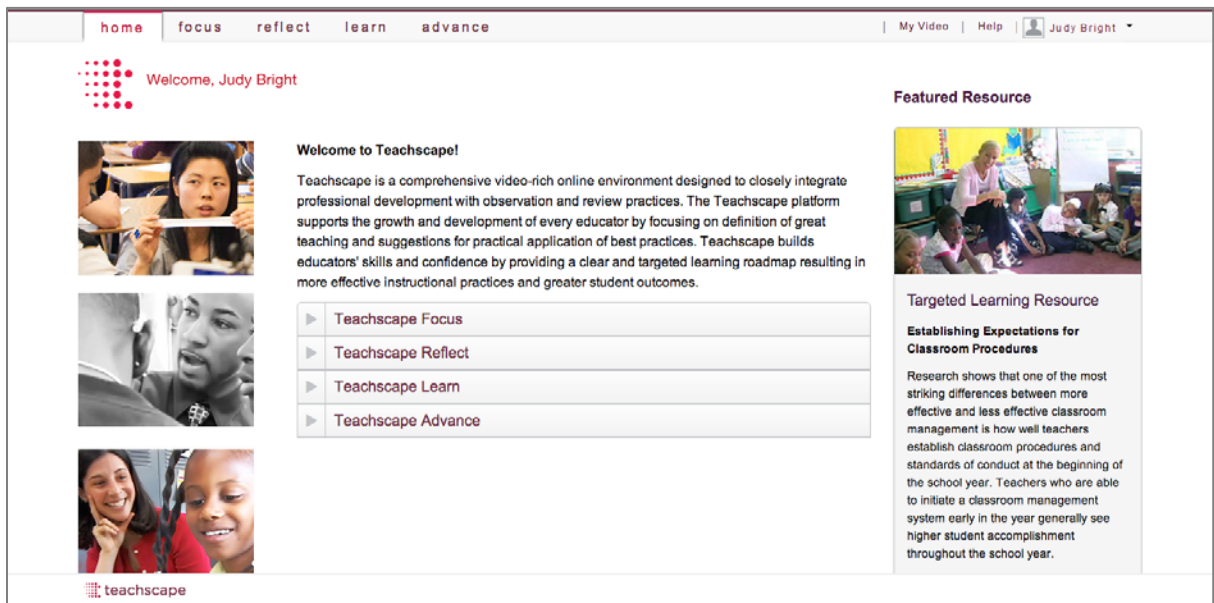 home focus reflect learn advance | My Video | Help | Judy Bright
Welcome, Judy Bright
Welcome to Teachscape!
Teachscape is a comprehensive video-rich online environment designed to closely integrate
professional development with observation and review practices. The Teachscape platform
supports the growth and development of every educator by focusing on definition of great
teaching and suggestions for practical application of best practices. Teachscape builds
educators' skills and confidence by providing a clear and targeted learning roadmap resulting in
more effective instructional practices and greater student outcomes.
Teachscape Focus
Teachscape Reflect
Teachscape Learn
Teachscape Advance
Featured Resource
Targeted Learning Resource
Establishing Expectations for
Classroom Procedures
Research shows that one of the most
striking differences between more
effective and less effective classroom
management is how well teachers
establish classroom procedures and
standards of conduct at the beginning of
the school year. Teachers who are able
to initiate a classroom management
system early in the year generally see
higher student accomplishment
throughout the school year.
teachscape